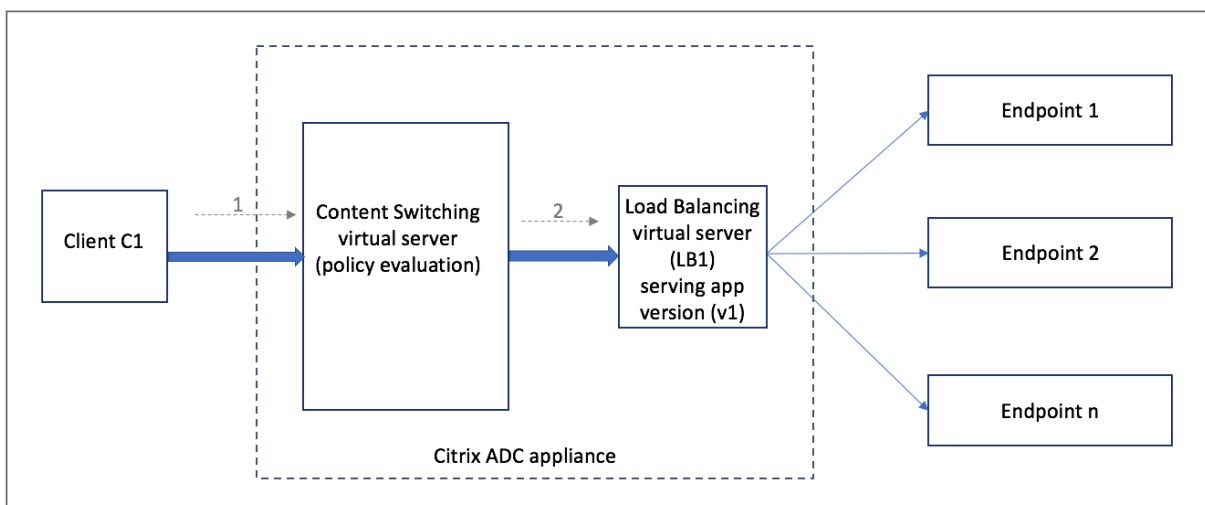 Client C1
1
Content Switching
virtual server
(policy evaluation)
2
Load Balancing
virtual server
(LB1)
serving app
version (v1)
Endpoint 1
Endpoint 2
Endpoint n
Citrix ADC appliance